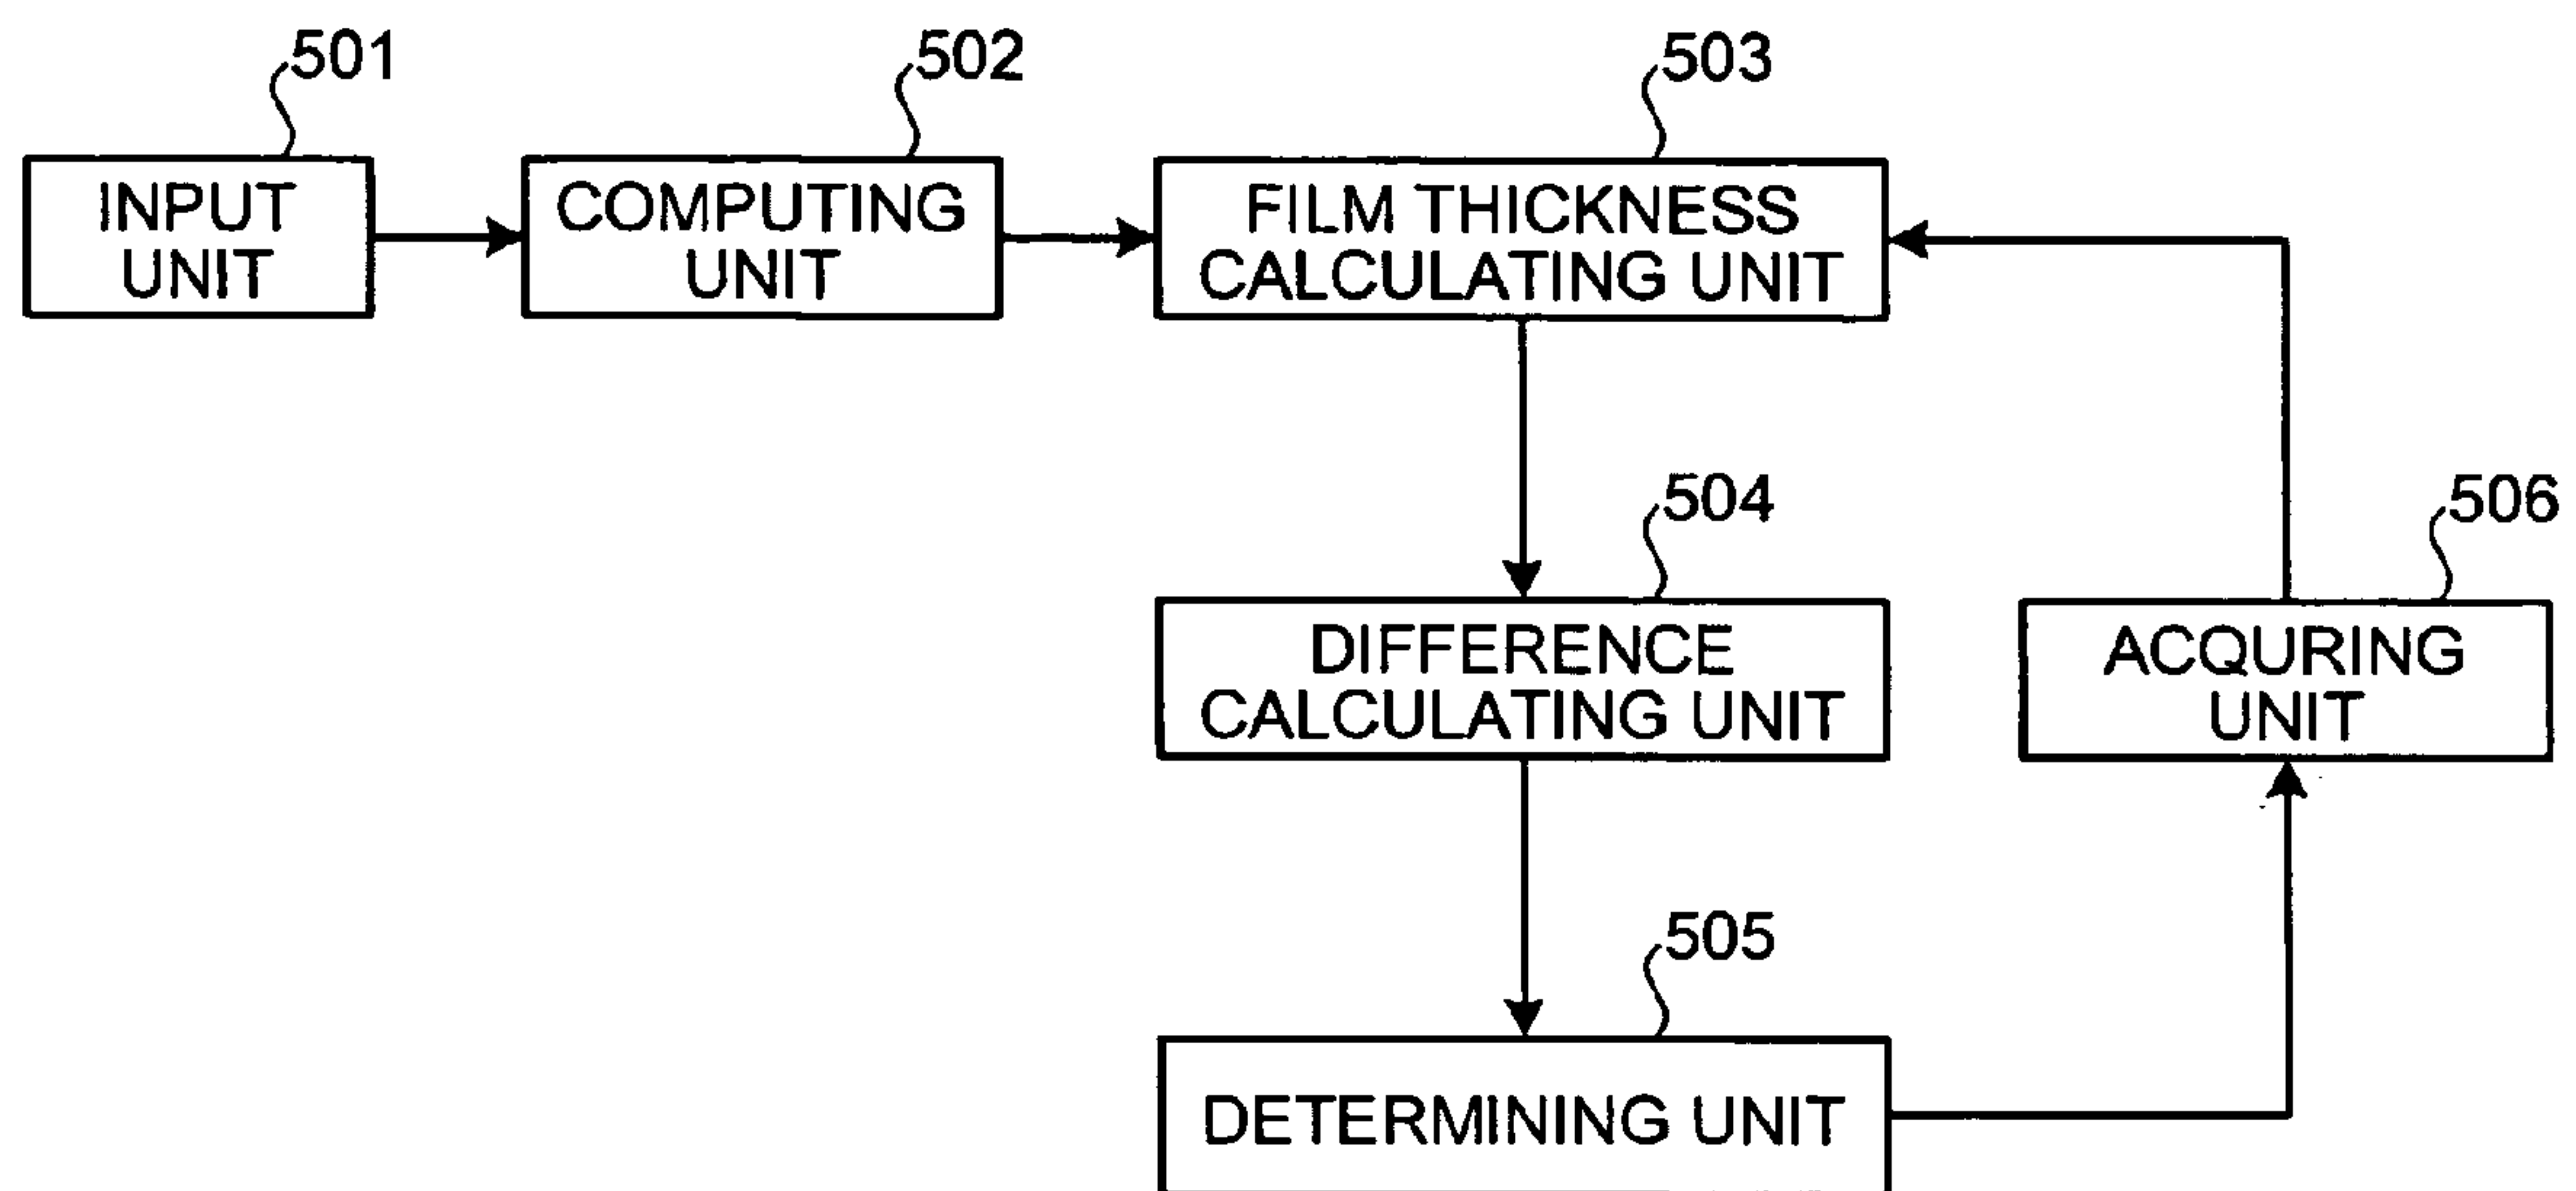 501
502
503
INPUT
UNIT
COMPUTING
UNIT
FILM THICKNESS
CALCULATING UNIT
504
506
DIFFERENCE
CALCULATING UNIT
ACQURING
UNIT
505
DETERMINING UNIT